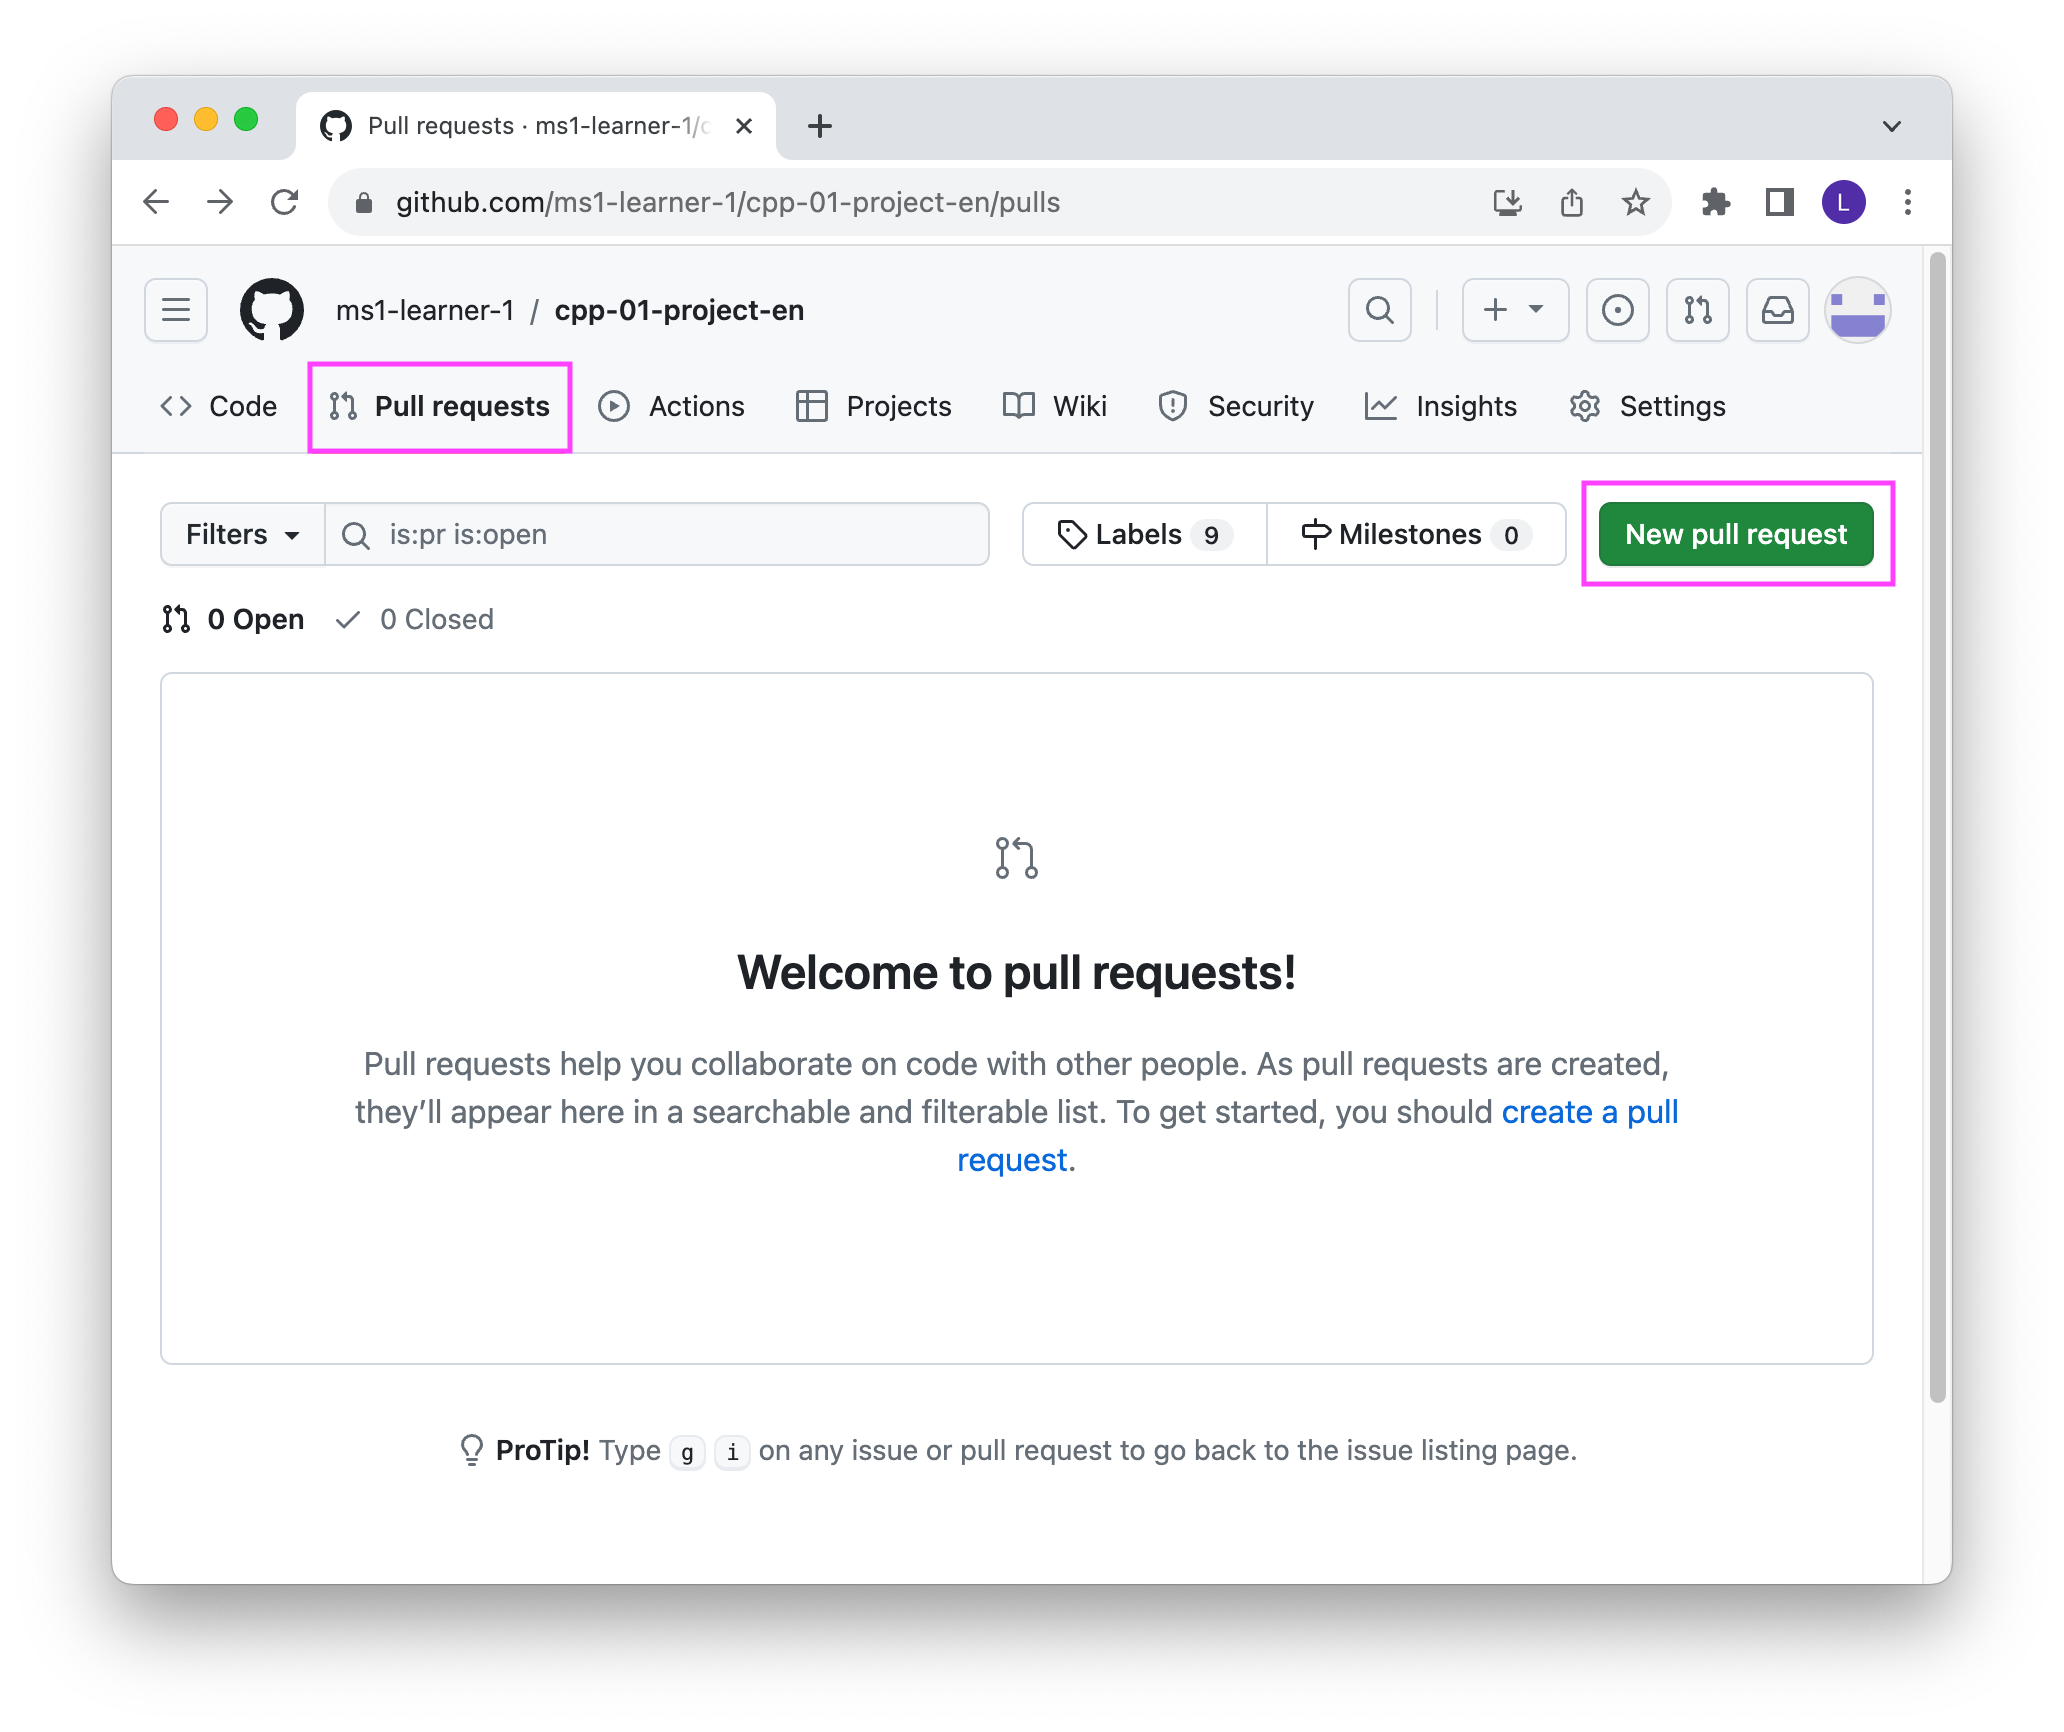 Pull requests · ms1-learner-1/c
github.com/ms1-learner-1/cpp-01-project-en/pulls
L
ms1-learner-1 / cpp-01-project-en
Code Pull requests Actions Projects Wiki Security Insights Settings
Filters is:pr is:open Labels 9 Milestones 0 New pull request
0 Open 0 Closed
Welcome to pull requests!
Pull requests help you collaborate on code with other people. As pull requests are created,
they’ll appear here in a searchable and filterable list. To get started, you should create a pull
request.
ProTip! Type g i on any issue or pull request to go back to the issue listing page.